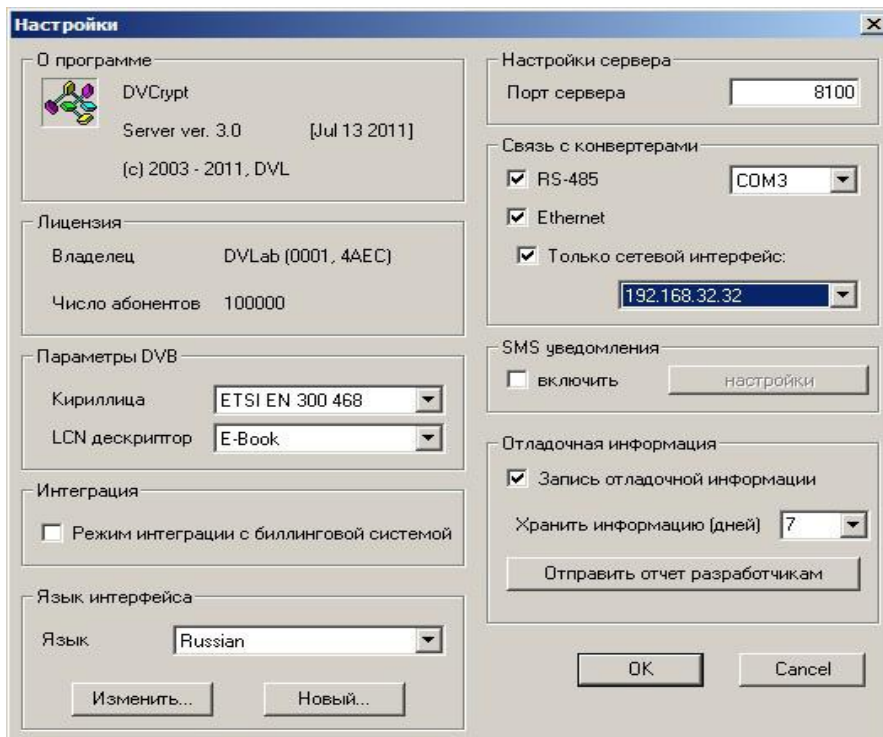 Настройки
О программе
DVCrypt
Server ver. 3.0 [Jul 13 2011]
(c) 2003 - 2011, DVL
Лицензия
Владелец DVLab (0001, 4AEC)
Число абонентов 100000
Параметры DVB
Кириллица ETSI EN 300 468
LCN дескриптор E-Book
Интеграция
Режим интеграции с биллинговой системой
Язык интерфейса
Язык Russian
Изменить... Новый...
Настройки сервера
Порт сервера 8100
Связь с конвертерами
RS-485 COM3
Ethernet
Только сетевой интерфейс:
192.168.32.32
SMS уведомления
включить настройки
Отладочная информация
Запись отладочной информации
Хранить информацию (дней) 7
Отправить отчет разработчикам
OK Cancel